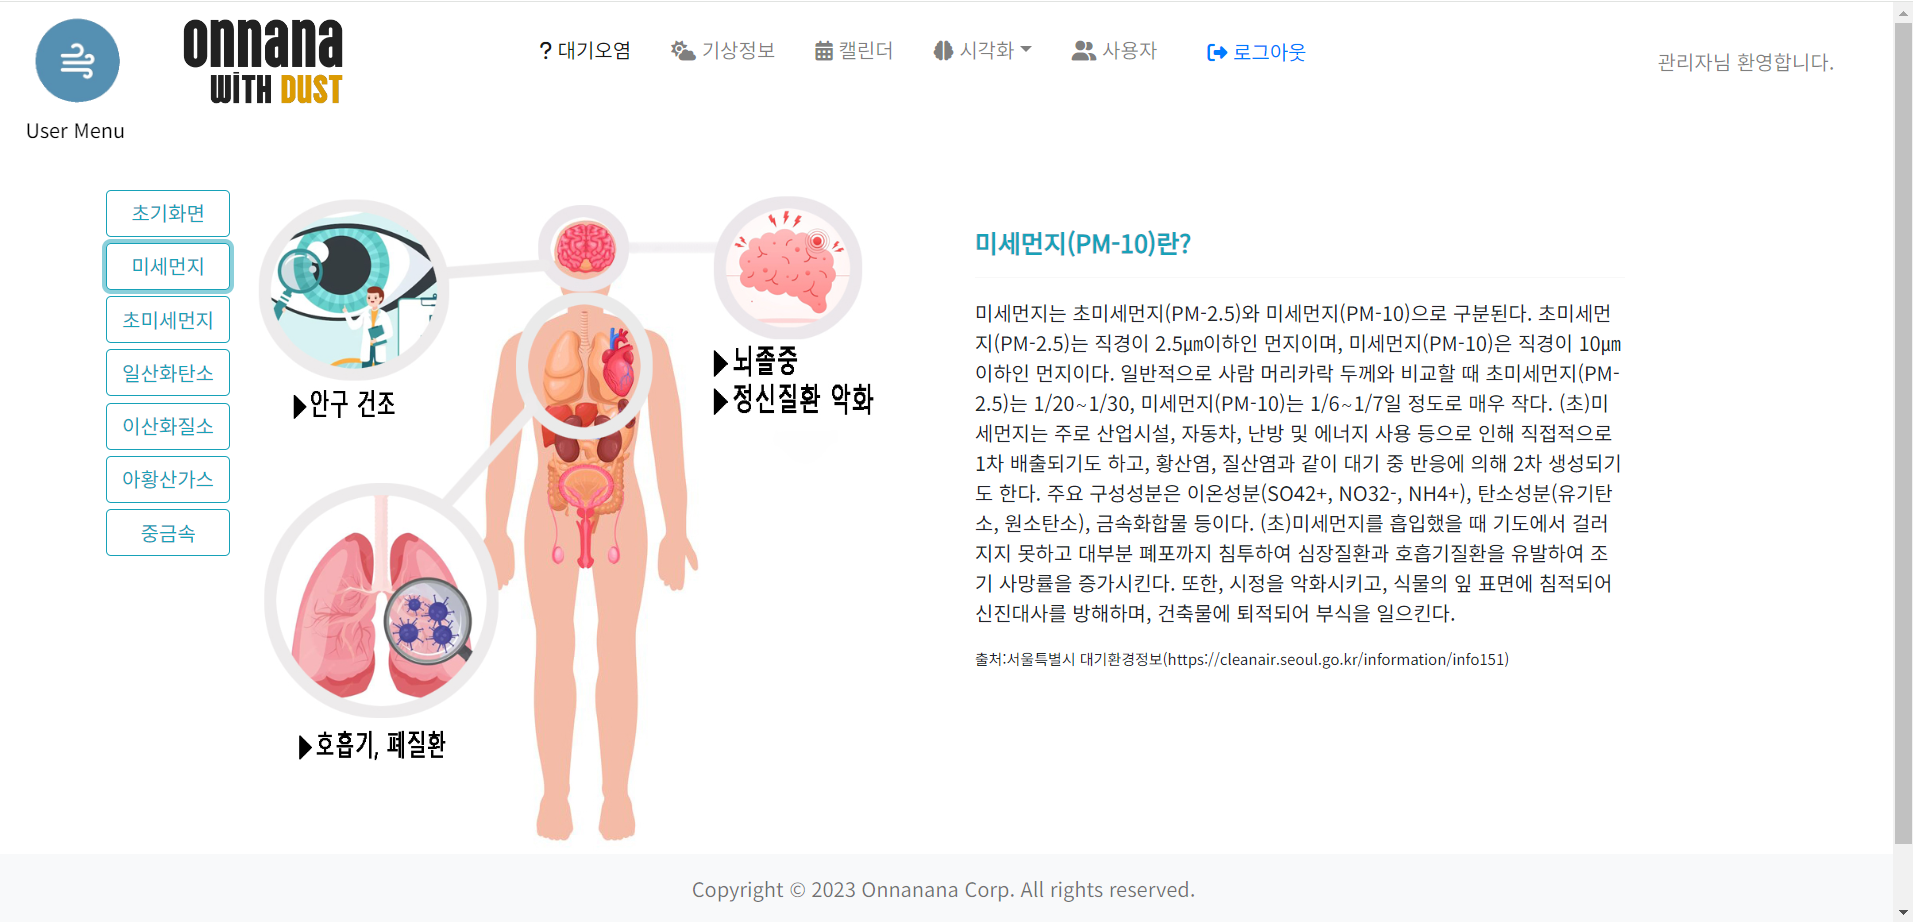 onnana
WITH DUST
User Menu
? 대기오염
기상정보
캘린더
시각화
사용자
로그아웃
관리자님 환영합니다.
초기화면
미세먼지
초미세먼지
일산화탄소
이산화질소
아황산가스
중금속
▶안구 건조
▶뇌졸중
▶정신질환 악화
▶호흡기, 폐질환
미세먼지(PM-10)란?
미세먼지는 초미세먼지(PM-2.5)와 미세먼지(PM-10)으로 구분된다. 초미세먼
지(PM-2.5)는 직경이 2.5㎛이하인 먼지이며, 미세먼지(PM-10)은 직경이 10㎛
이하인 먼지이다. 일반적으로 사람 머리카락 두께와 비교할 때 초미세먼지(PM-
2.5)는 1/20~1/30, 미세먼지(PM-10)는 1/6~1/7일 정도로 매우 작다. (초)미
세먼지는 주로 산업시설, 자동차, 난방 및 에너지 사용 등으로 인해 직접적으로
1차 배출되기도 하고, 황산염, 질산염과 같이 대기 중 반응에 의해 2차 생성되기
도 한다. 주요 구성성분은 이온성분(SO42+, NO32-, NH4+), 탄소성분(유기탄
소, 원소탄소), 금속화합물 등이다. (초)미세먼지를 흡입했을 때 기도에서 걸러
지지 못하고 대부분 폐포까지 침투하여 심장질환과 호흡기질환을 유발하여 조
기 사망률을 증가시킨다. 또한, 시정을 악화시키고, 식물의 잎 표면에 침적되어
신진대사를 방해하며, 건축물에 퇴적되어 부식을 일으킨다.
출처:서울특별시 대기환경정보(https://cleanair.seoul.go.kr/information/info151)
Copyright © 2023 Onnanana Corp. All rights reserved.